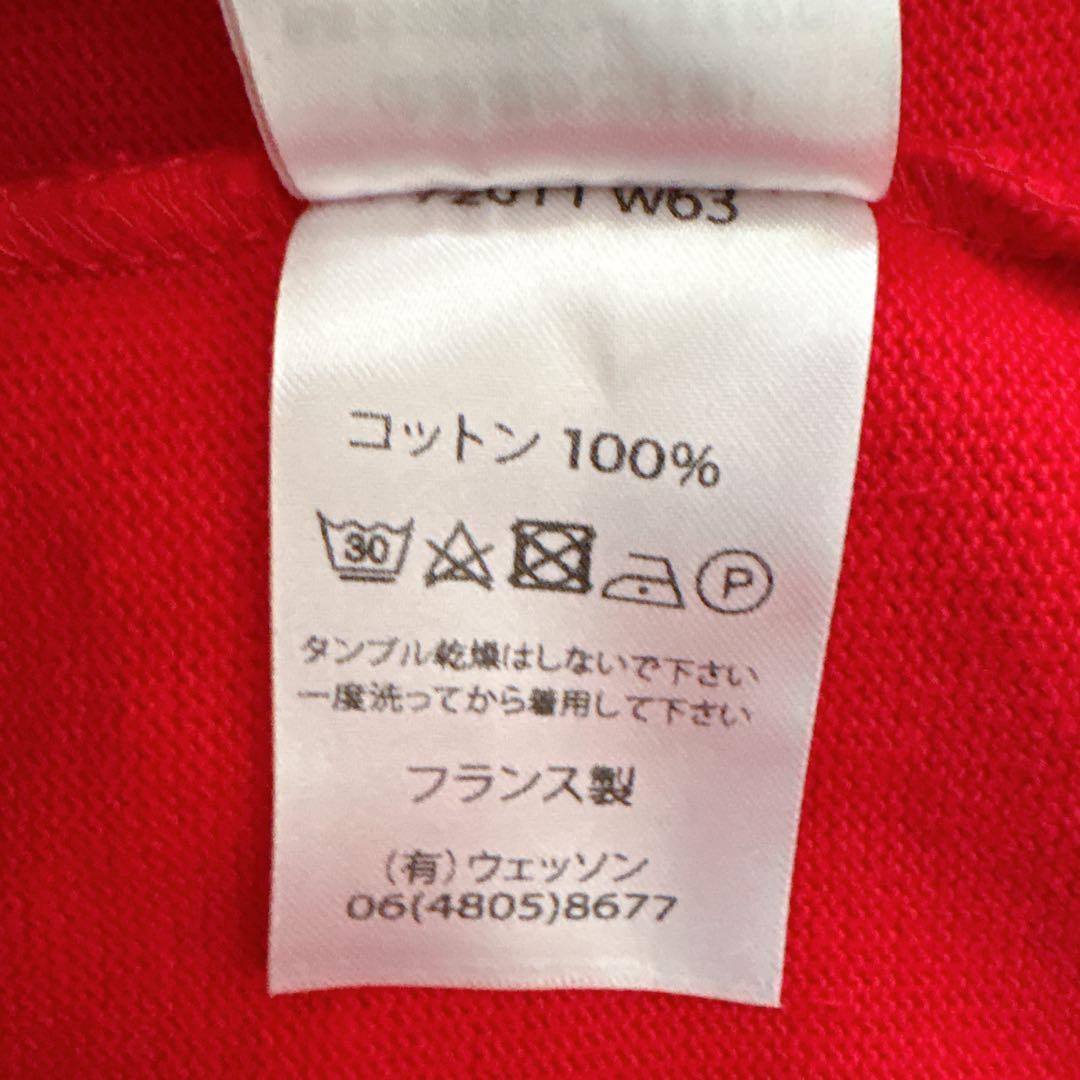 W63
コットン 100%
30
P
タンブル乾燥はしないで下さい
一度洗ってから着用して下さい
フランス製
(有)ウェッソン
06(4805)8677